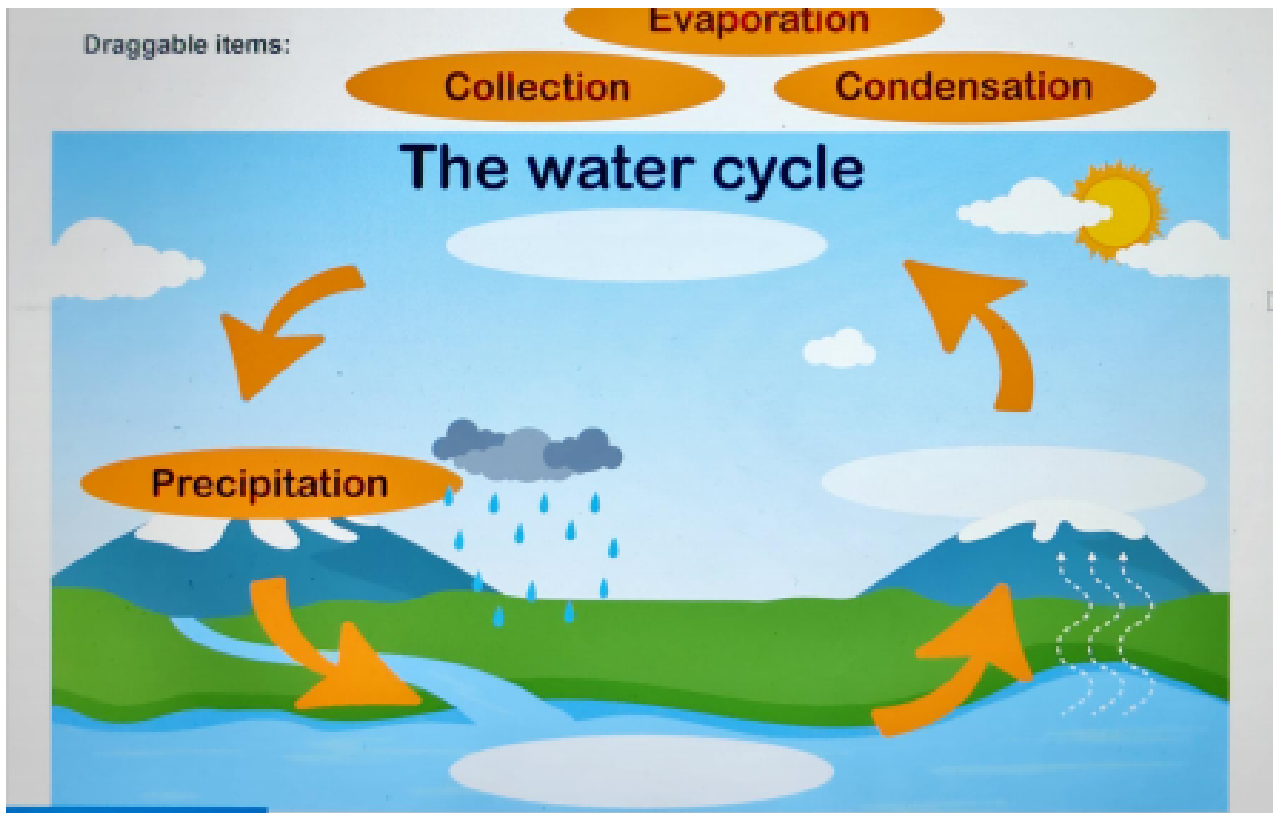 Evaporation
Draggable items:
Collection
Condensation
The water cycle
Precipitation